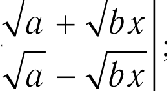 √a + √bx |
√a − √bx | ;